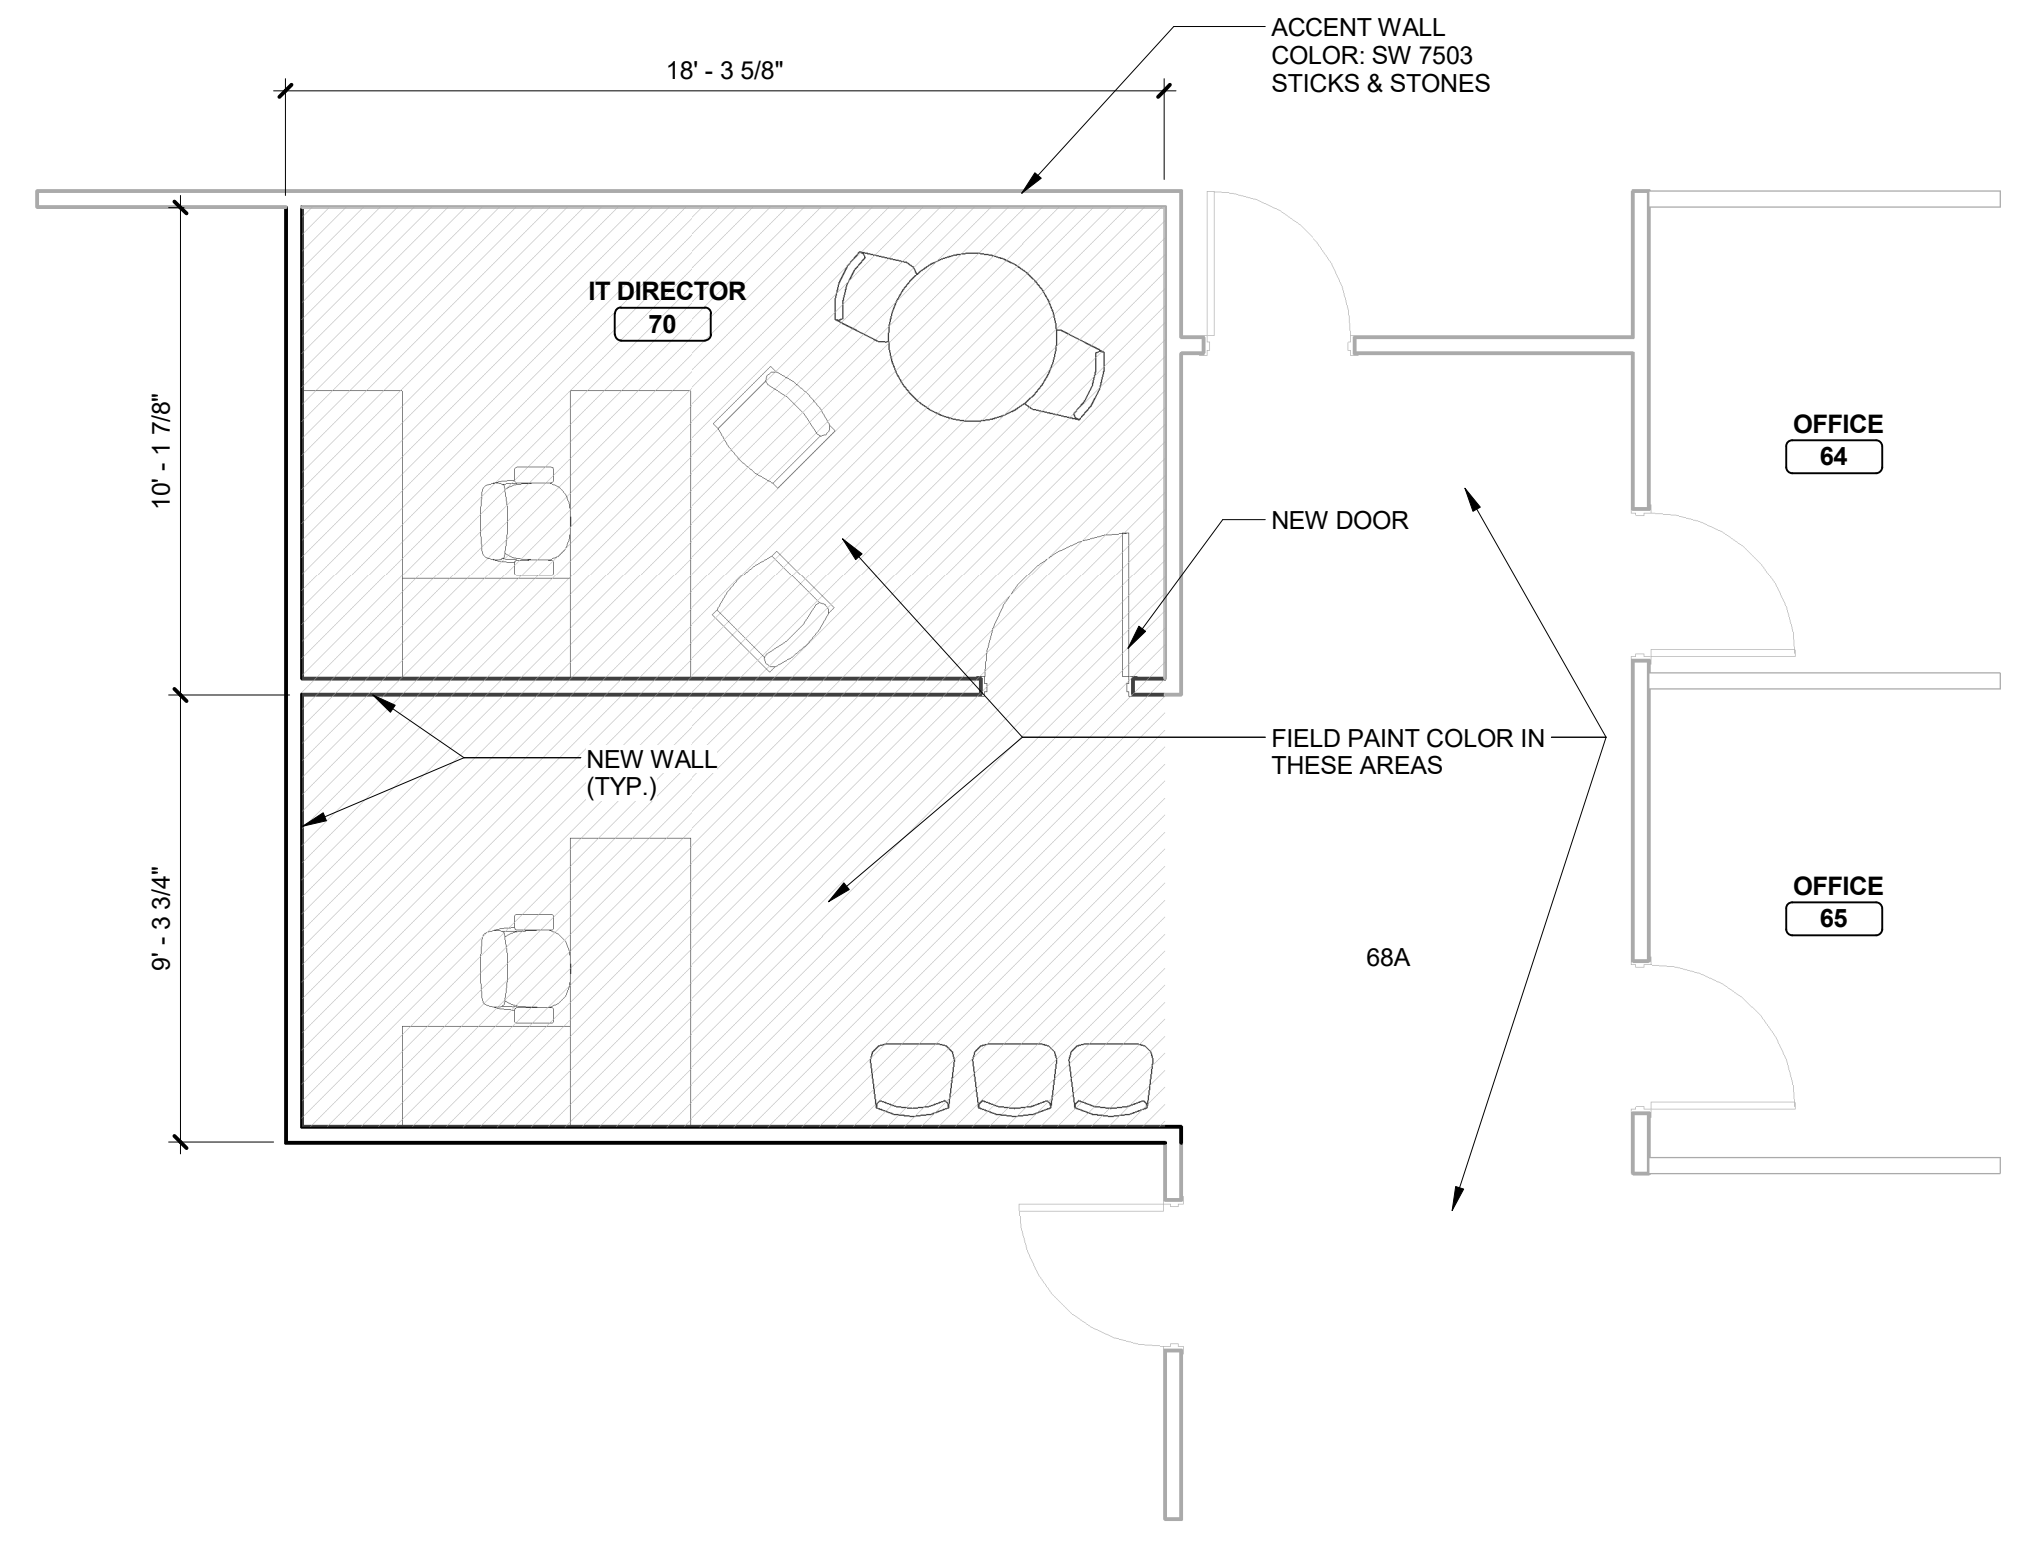 ACCENT WALL
COLOR: SW 7503
STICKS & STONES
18' - 3 5/8"
IT DIRECTOR
70
10' - 1 7/8"
OFFICE
64
NEW DOOR
FIELD PAINT COLOR IN
THESE AREAS
NEW WALL
(TYP.)
9' - 3 3/4"
OFFICE
65
68A